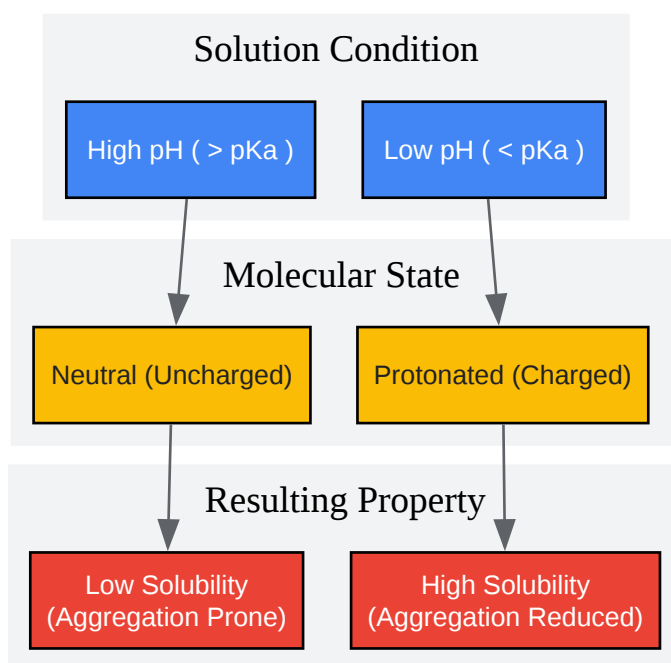 Solution Condition
High pH ( > pKa )
Low pH ( < pKa )
Molecular State
Neutral (Uncharged)
Protonated (Charged)
Resulting Property
Low Solubility
(Aggregation Prone)
High Solubility
(Aggregation Reduced)